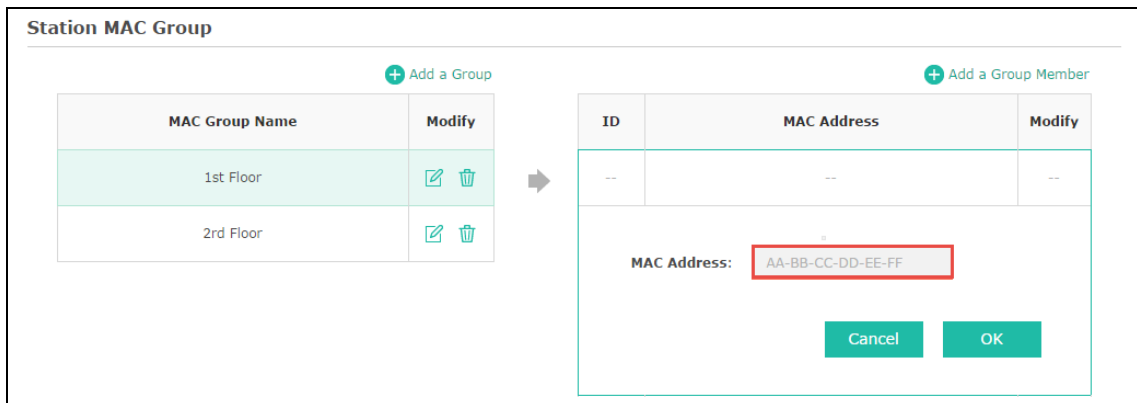 Station MAC Group
Add a Group
Add a Group Member
MAC Group Name Modify
ID MAC Address Modify
1st Floor
-- -- --
2rd Floor
MAC Address: AA-BB-CC-DD-EE-FF
Cancel OK